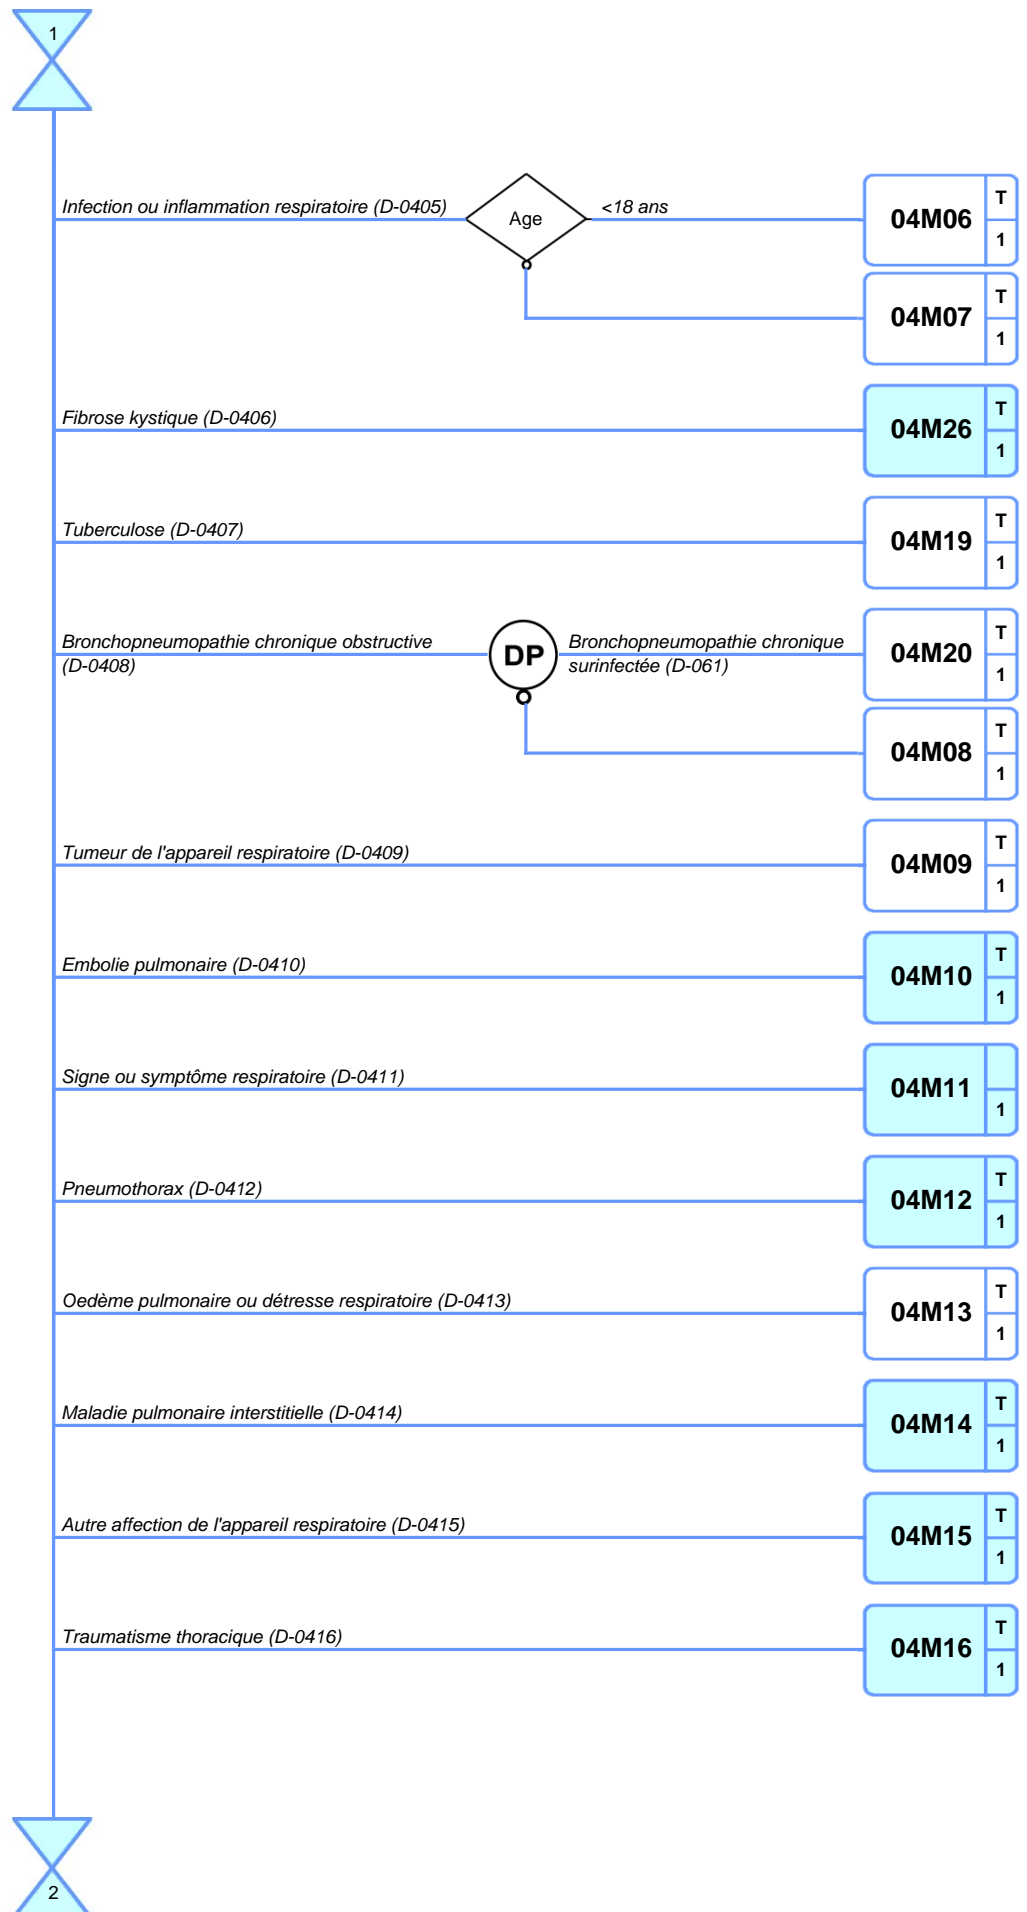 1
Infection ou inflammation respiratoire (D-0405)
Age
<18 ans
04M06
T
1
04M07
T
1
Fibrose kystique (D-0406)
04M26
T
1
Tuberculose (D-0407)
04M19
T
1
Bronchopneumopathie chronique obstructive
(D-0408)
DP
Bronchopneumopathie chronique
surinfectée (D-061)
04M20
T
1
04M08
T
1
Tumeur de l'appareil respiratoire (D-0409)
04M09
T
1
Embolie pulmonaire (D-0410)
04M10
T
1
Signe ou symptôme respiratoire (D-0411)
04M11
1
Pneumothorax (D-0412)
04M12
T
1
Oedème pulmonaire ou détresse respiratoire (D-0413)
04M13
T
1
Maladie pulmonaire interstitielle (D-0414)
04M14
T
1
Autre affection de l'appareil respiratoire (D-0415)
04M15
T
1
Traumatisme thoracique (D-0416)
04M16
T
1
2